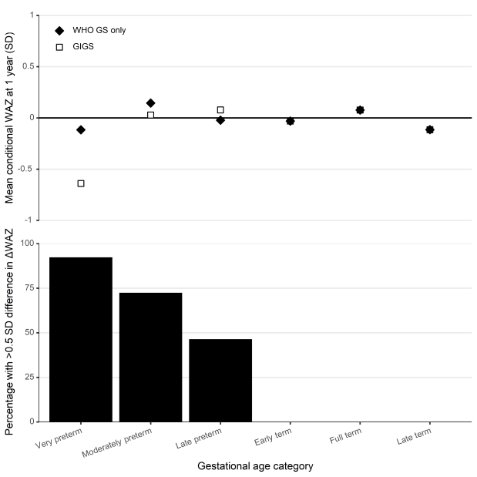 Mean conditional WAZ at 1 year (SD)
1
0.5
0
-0.5
-1
WHO GS only
GIGS
Percentage with >0.5 SD difference in ΔWAZ
100
75
50
25
0
Very preterm
Moderately preterm
Late preterm
Early term
Full term
Late term
Gestational age category